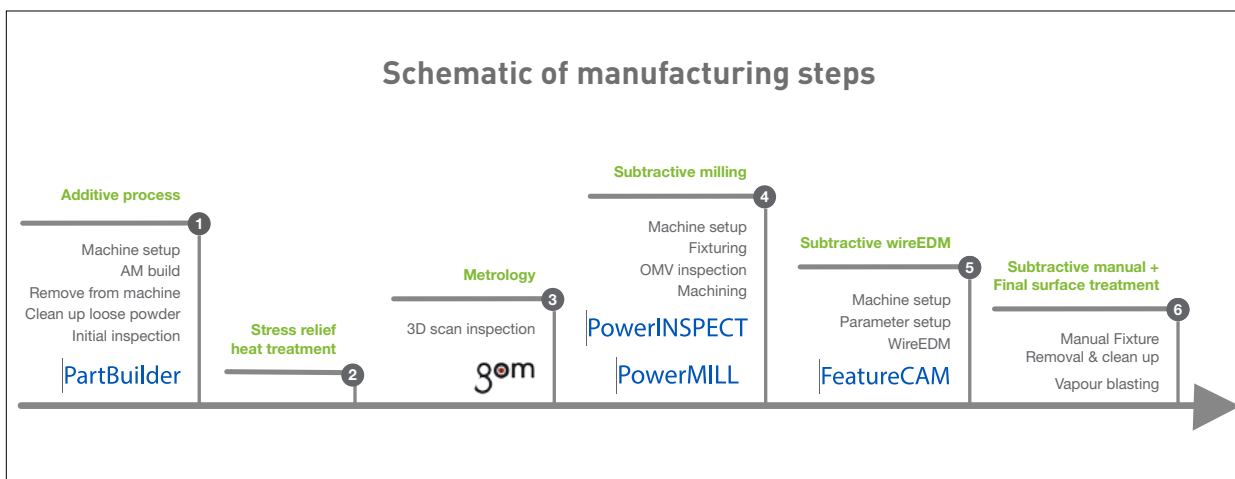 Schematic of manufacturing steps
Additive process
1
Machine setup
AM build
Remove from machine
Clean up loose powder
Initial inspection
PartBuilder
Stress relief
heat treatment
2
Metrology
3
3D scan inspection
gom
Subtractive milling
4
Machine setup
Fixturing
OMV inspection
Machining
PowerINSPECT
PowerMILL
Subtractive wireEDM
5
Machine setup
Parameter setup
WireEDM
FeatureCAM
Subtractive manual +
Final surface treatment
6
Manual Fixture
Removal & clean up
Vapour blasting